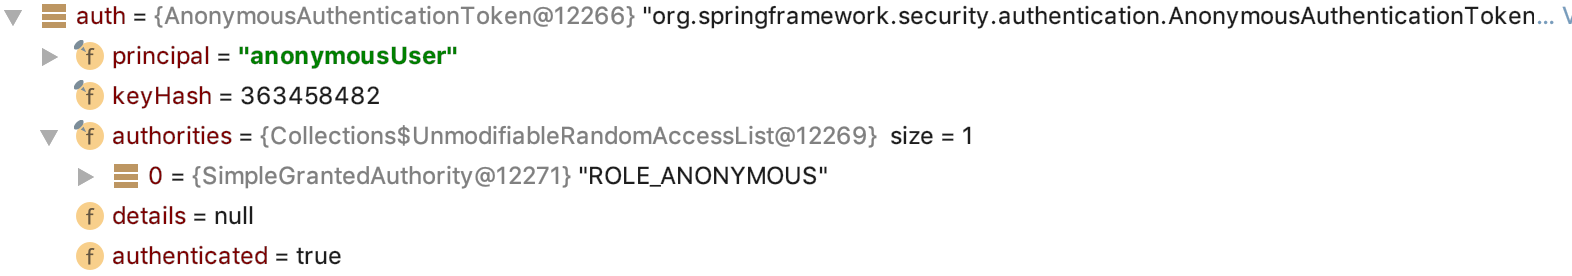 auth = {AnonymousAuthenticationToken@12266} "org.springframework.security.authentication.AnonymousAuthenticationToken... V
f principal = "anonymousUser"
f keyHash = 363458482
f authorities = {Collections$UnmodifiableRandomAccessList@12269} size = 1
0 = {SimpleGrantedAuthority@12271} "ROLE_ANONYMOUS"
f details = null
f authenticated = true